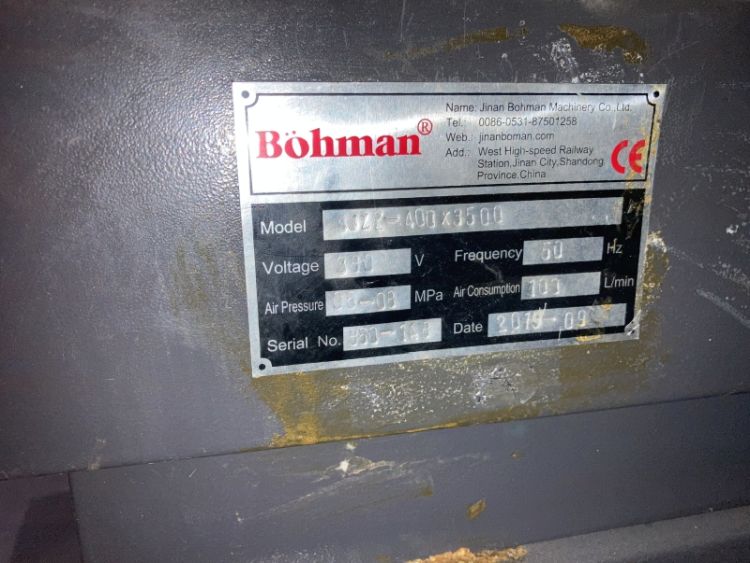 Böhman®
Name: Jinan Bohman Machinery Co.,Ltd.
Tel.: 0086-0531-87501258
Web.: jinanboman.com
Add.: West High-speed Railway
Station,Jinan City,Shandong
Province,China
CE
Model
Voltage 380 V Frequency 50 Hz
Air Pressure MPa Air Consumption 100 L/min
Serial No. Date 2019-09